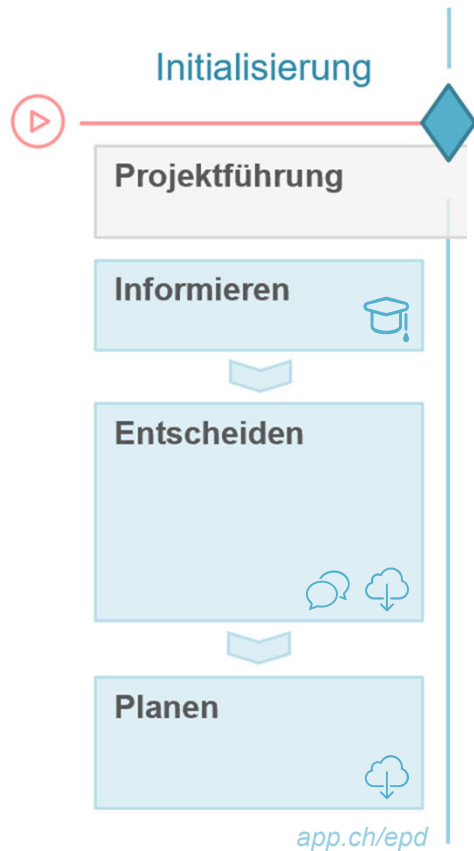 Initialisierung
Projektführung
Informieren
Entscheiden
Planen
app.ch/epd